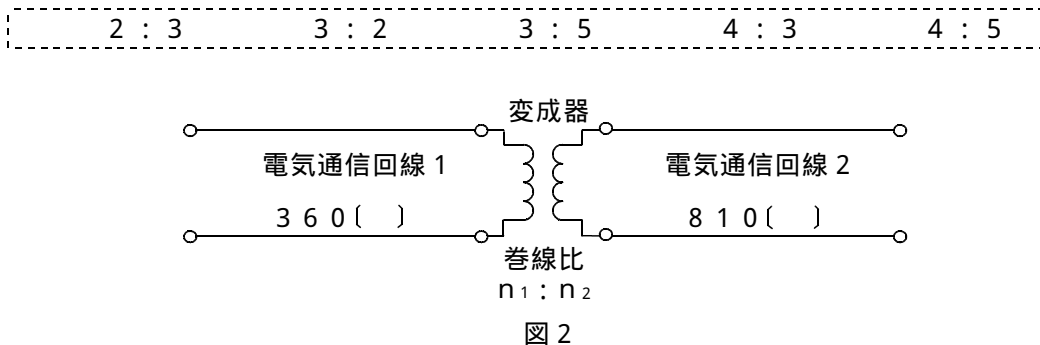 2 : 3　3 : 2　3 : 5　4 : 3　4 : 5
変成器
電気通信回線 1　電気通信回線 2
3 6 0 〔　〕　8 1 0 〔　〕
巻線比
n₁ : n₂
図 2